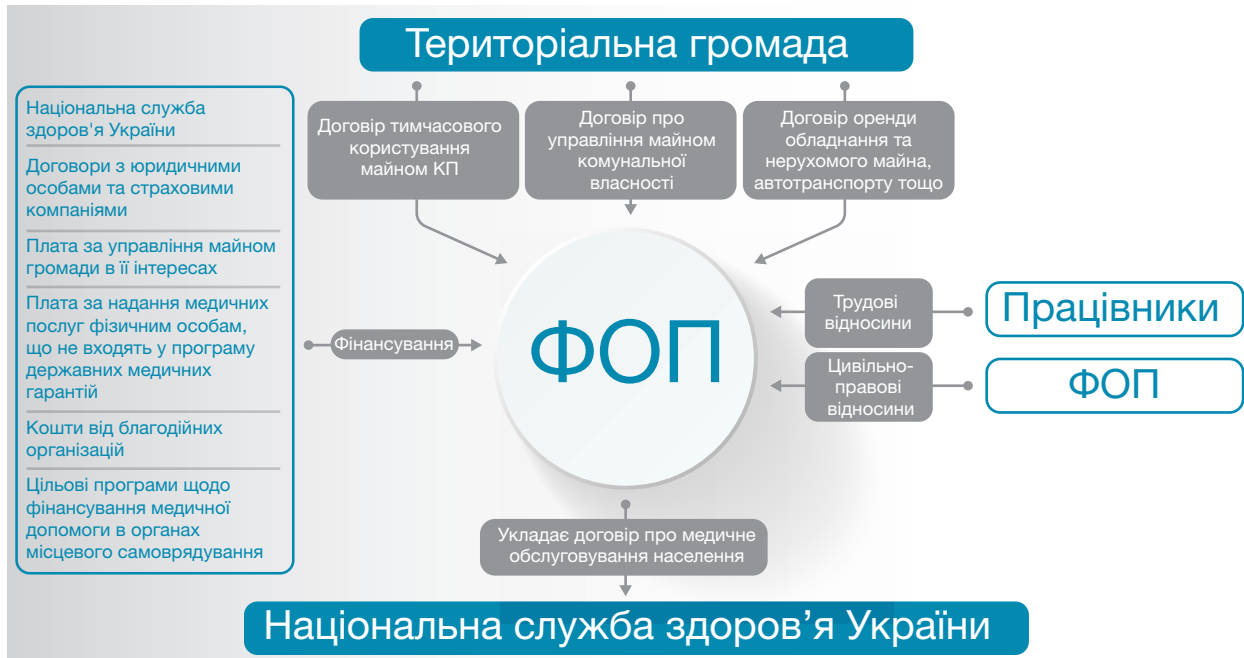 Територіальна громада
Договір тимчасового
користування
майном КП
Договір про
управління майном
комунальної
власності
Договір оренди
обладнання та
нерухомого майна,
автотранспорту тощо
Національна служба
здоров'я України
Договори з юридичними
особами та страховими
компаніями
Плата за управління майном
громади в її інтересах
Плата за надання медичних
послуг фізичним особам,
що не входять у програму
державних медичних
гарантій
Кошти від благодійних
організацій
Цільові програми щодо
фінансування медичної
допомоги в органах
місцевого самоврядування
Фінансування
ФОП
Трудові
відносини
Працівники
Цивільно-
правові
відносини
ФОП
Укладає договір про медичне
обслуговування населення
Національна служба здоров’я України